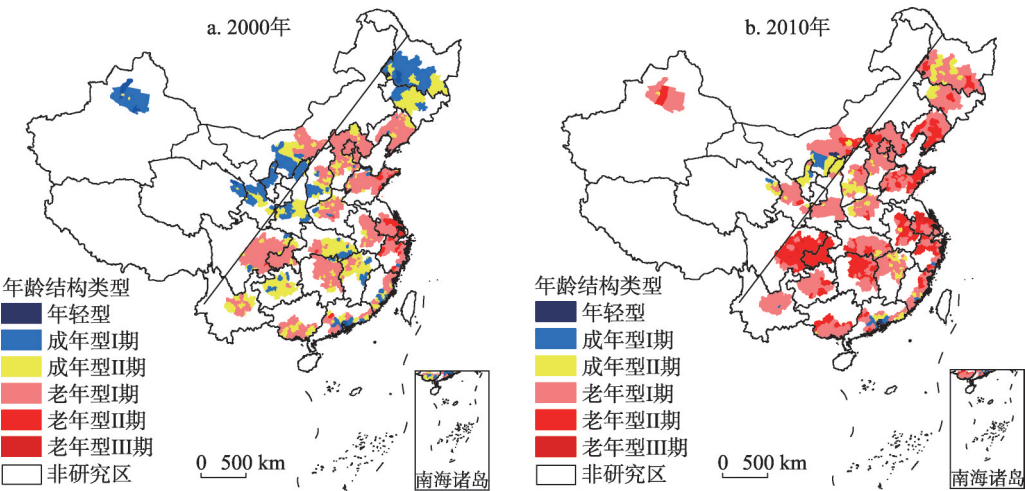 a. 2000年
年龄结构类型
年轻型
成年型I期
成年型II期
老年型I期
老年型II期
老年型III期
非研究区
0 500 km
南海诸岛
b. 2010年
年龄结构类型
年轻型
成年型I期
成年型II期
老年型I期
老年型II期
老年型III期
非研究区
0 500 km
南海诸岛